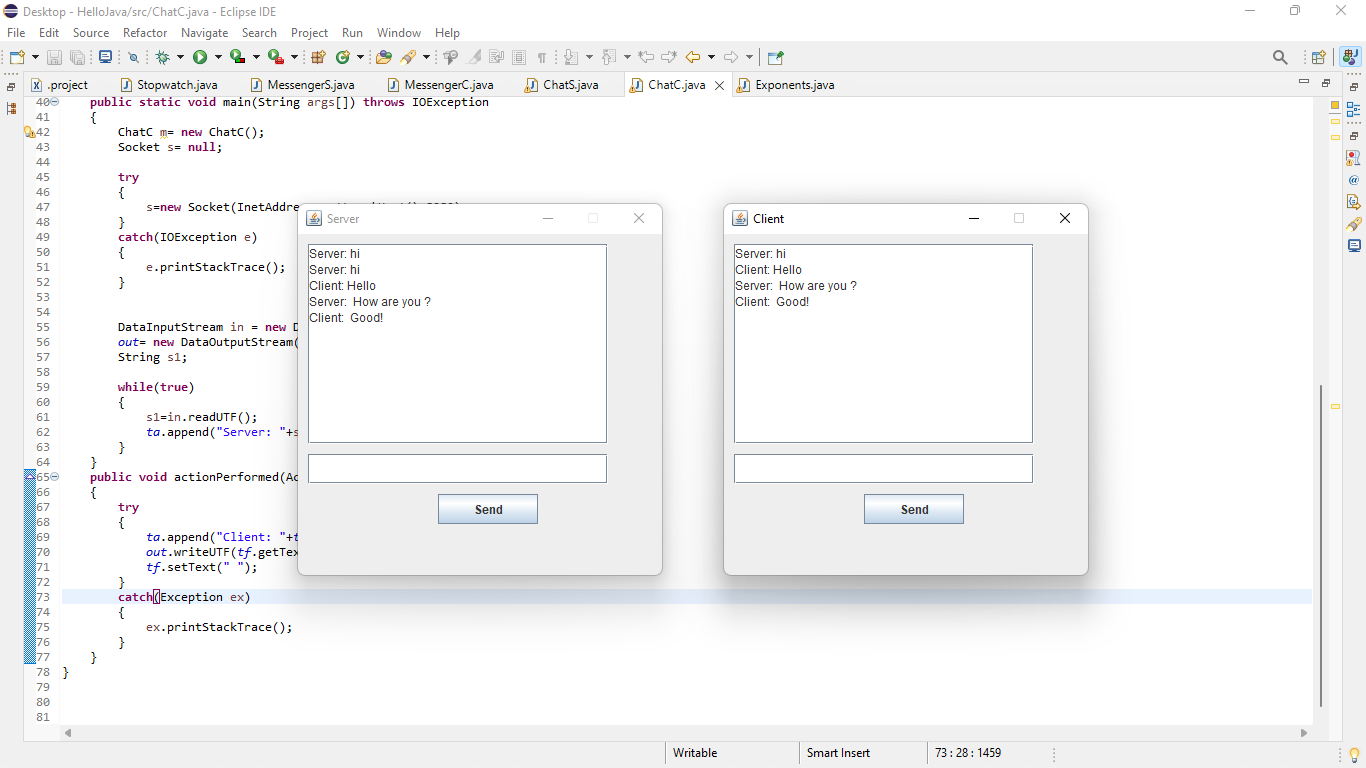 Desktop - HelloJava/src/ChatC.java - Eclipse IDE
File Edit Source Refactor Navigate Search Project Run Window Help
.project Stopwatch.java MessengerS.java MessengerC.java ChatS.java ChatC.java Exponents.java
40 public static void main(String args[]) throws IOException
41 {
42 ChatC m= new ChatC();
43 Socket s= null;
44
45 try
46 {
47 s=new Socket(InetAddre
48 }
49 catch(IOException e)
50 {
51 e.printStackTrace();
52 }
53
54
55 DataInputStream in = new D
56 out= new DataOutputStream(
57 String s1;
58
59 while(true)
60 {
61 s1=in.readUTF();
62 ta.append("Server: "+s
63 }
64 }
65 public void actionPerformed(Ac
66 {
67 try
68 {
69 ta.append("Client: "+t
70 out.writeUTF(tf.getTex
71 tf.setText(" ");
72 }
73 catch(Exception ex)
74 {
75 ex.printStackTrace();
76 }
77 }
78 }
79
80
81
Server
Server: hi
Server: hi
Client: Hello
Server: How are you ?
Client: Good!
Send
Client
Server: hi
Client: Hello
Server: How are you ?
Client: Good!
Send
Writable Smart Insert 73 : 28 : 1459